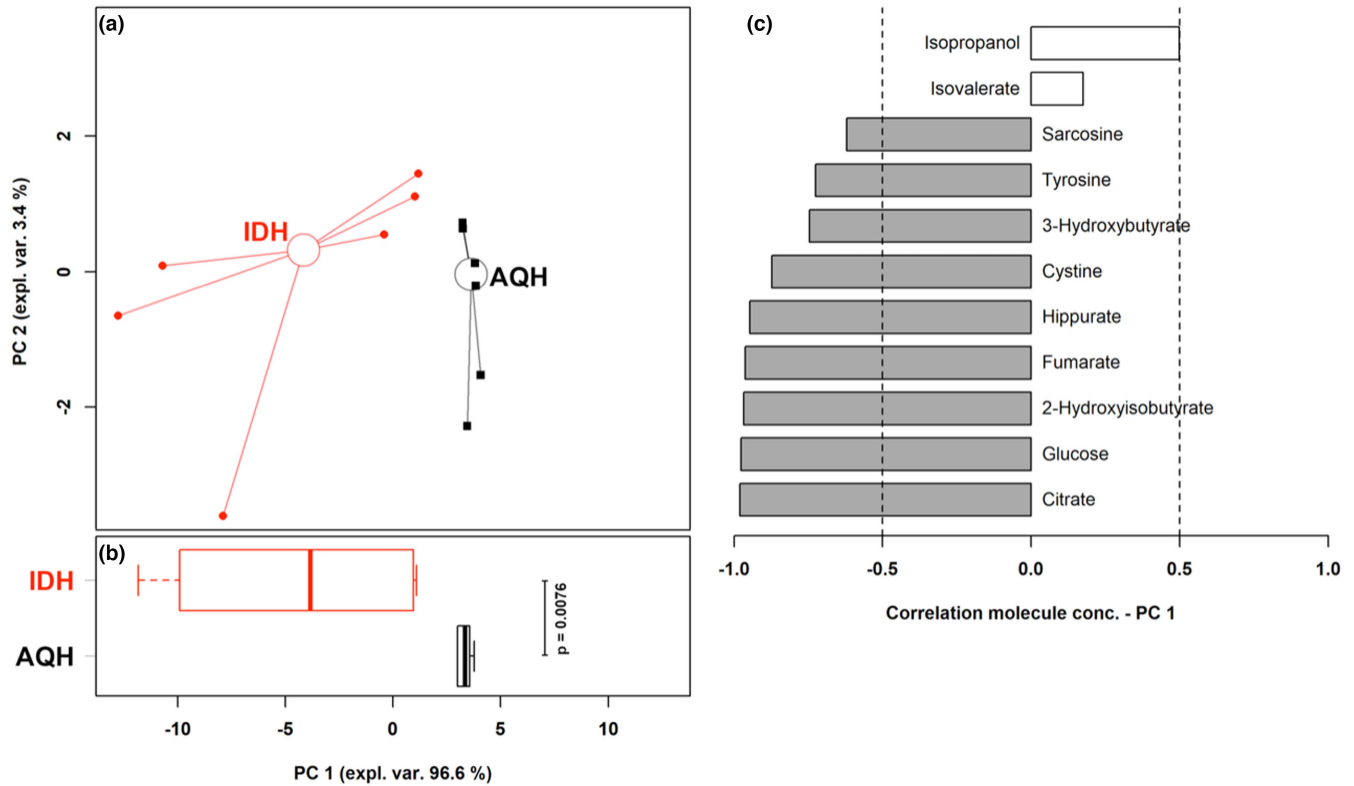 (a)
PC 2 (expl. var. 3.4 %)
2
0
-2
IDH
AQH
(b)
IDH
AQH
p = 0.0076
-10 -5 0 5 10
PC 1 (expl. var. 96.6 %)
(c)
Isopropanol
Isovalerate
Sarcosine
Tyrosine
3-Hydroxybutyrate
Cystine
Hippurate
Fumarate
2-Hydroxyisobutyrate
Glucose
Citrate
-1.0 -0.5 0.0 0.5 1.0
Correlation molecule conc. - PC 1